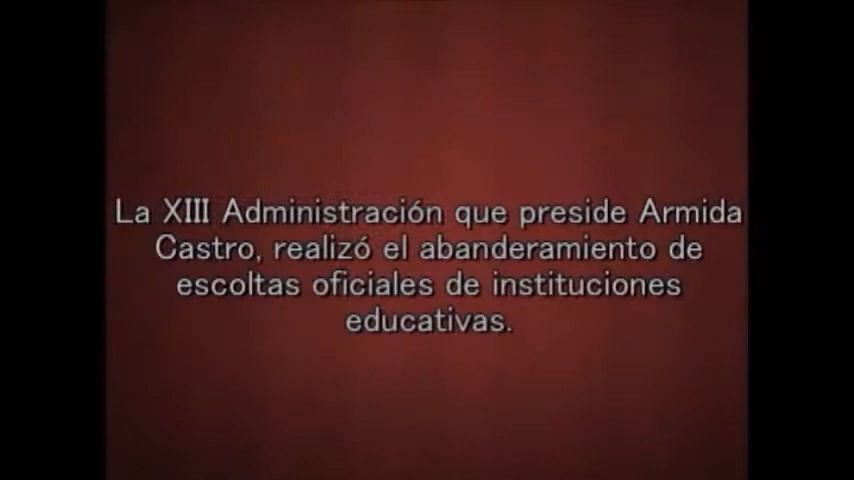 La XIII Administración que preside Armida
Castro, realizó el abanderamiento de
escoltas oficiales de instituciones
educativas.